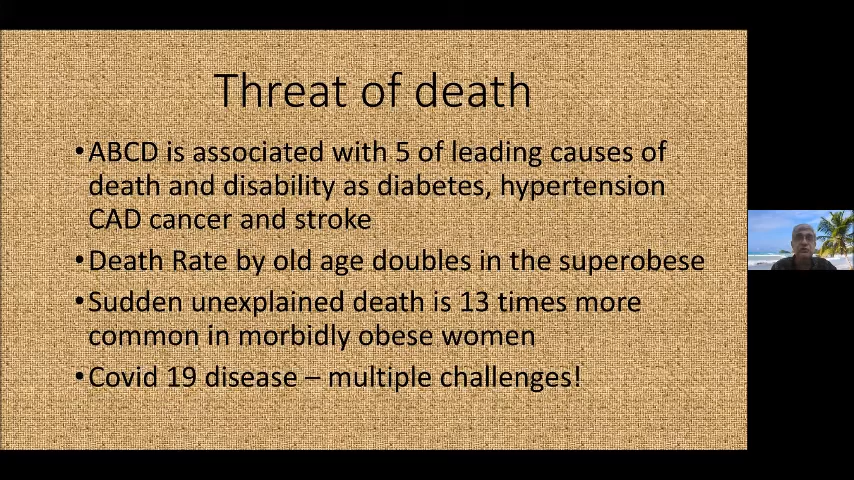 Threat of death
•ABCD is associated with 5 of leading causes of
death and disability as diabetes, hypertension
CAD cancer and stroke
•Death Rate by old age doubles in the superobese
•Sudden unexplained death is 13 times more
common in morbidly obese women
•Covid 19 disease – multiple challenges!